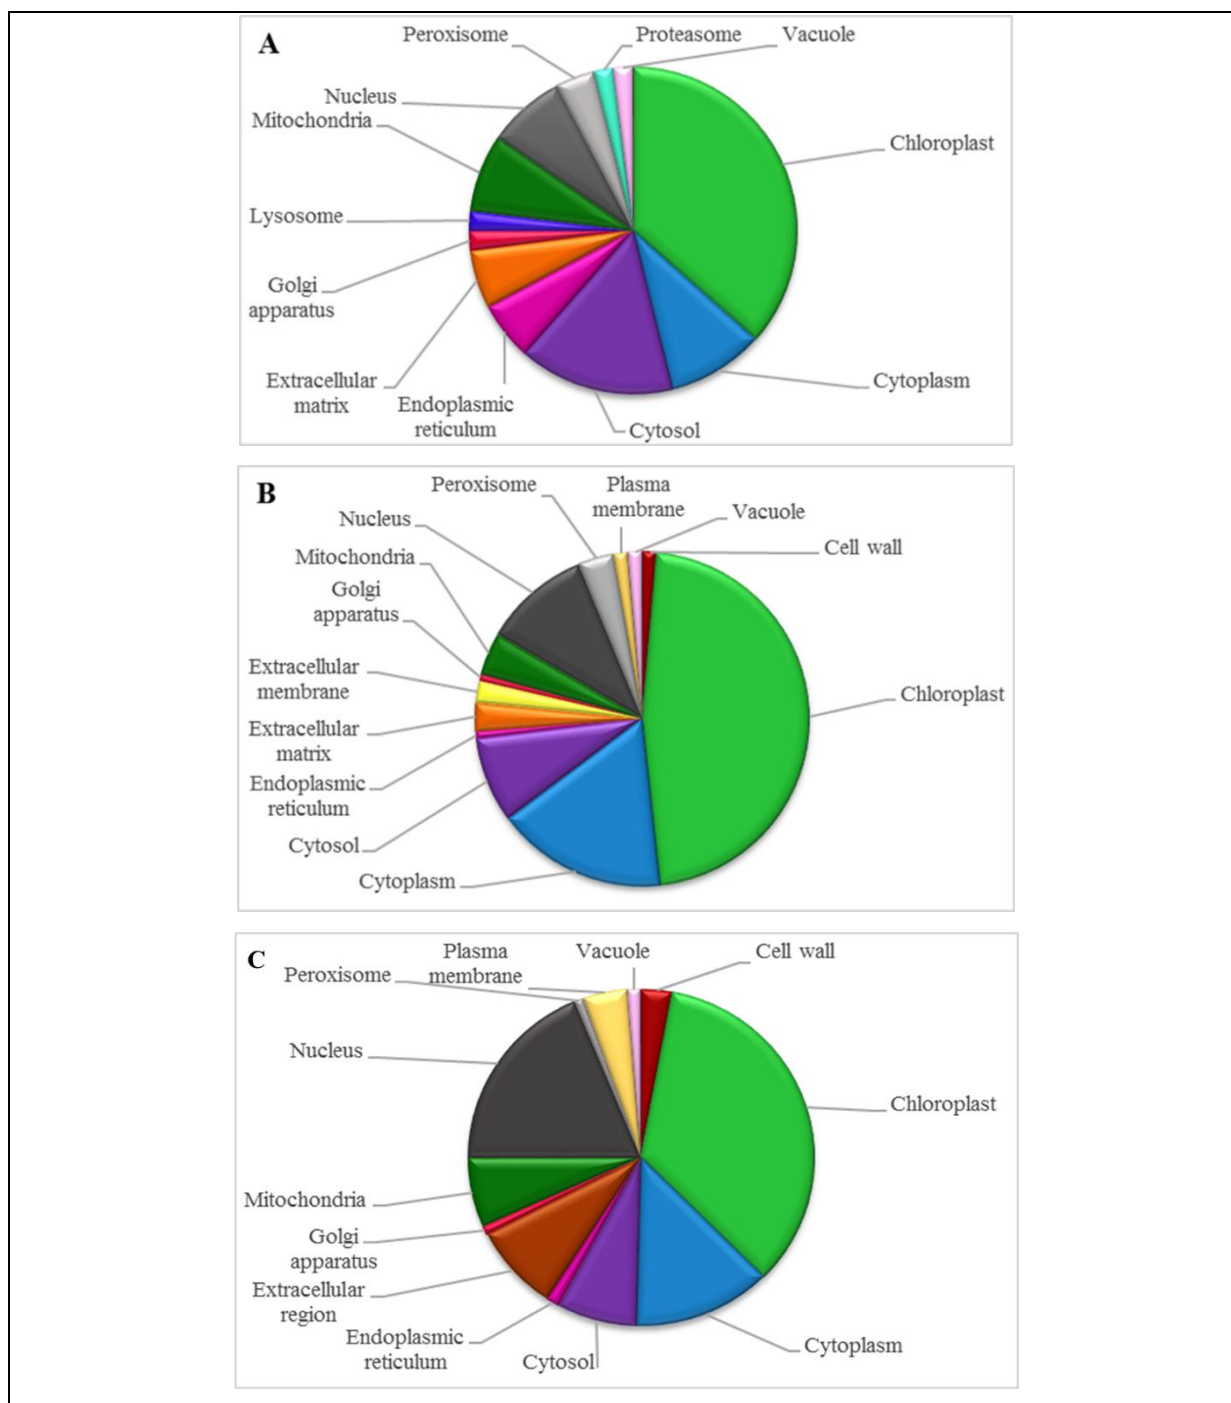 A
Peroxisome
Proteasome
Vacuole
Nucleus
Mitochondria
Chloroplast
Lysosome
Golgi
apparatus
Extracellular
matrix
Endoplasmic
reticulum
Cytoplasm
Cytosol
B
Peroxisome
Plasma
membrane
Vacuole
Nucleus
Cell wall
Mitochondria
Golgi
apparatus
Extracellular
membrane
Chloroplast
Extracellular
matrix
Endoplasmic
reticulum
Cytosol
Cytoplasm
C
Plasma
membrane
Vacuole
Cell wall
Peroxisome
Nucleus
Chloroplast
Mitochondria
Golgi
apparatus
Extracellular
region
Endoplasmic
reticulum
Cytosol
Cytoplasm